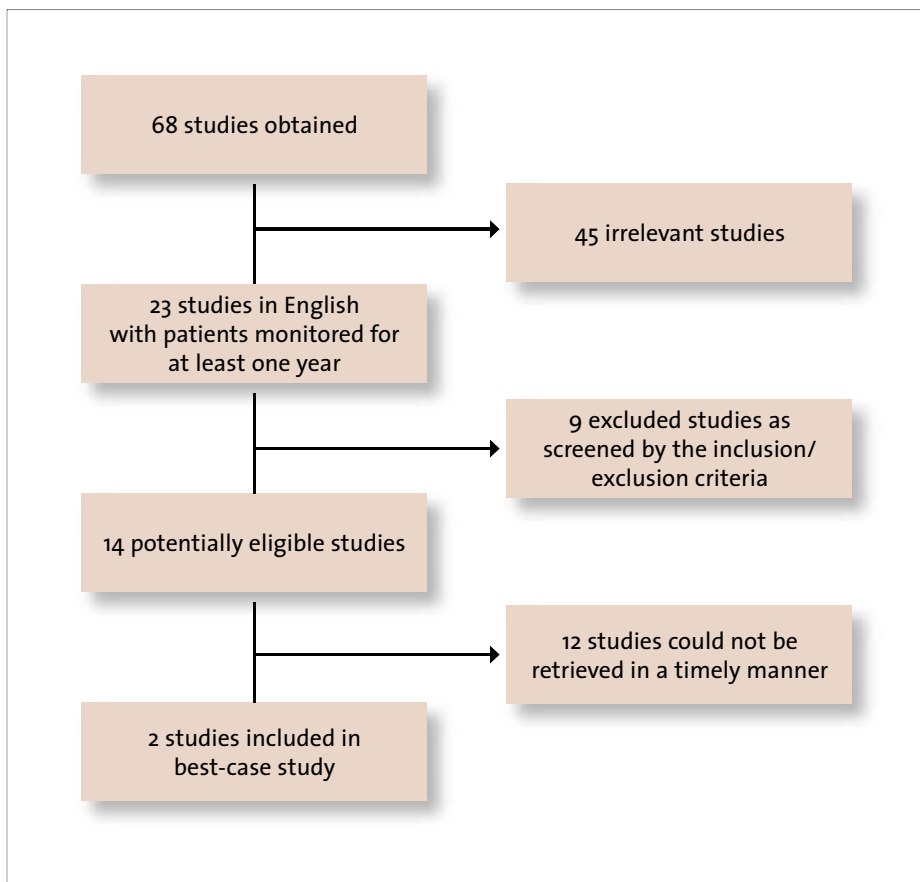 68 studies obtained
45 irrelevant studies
23 studies in English
with patients monitored for
at least one year
9 excluded studies as
screened by the inclusion/
exclusion criteria
14 potentially eligible studies
12 studies could not be
retrieved in a timely manner
2 studies included in
best-case study